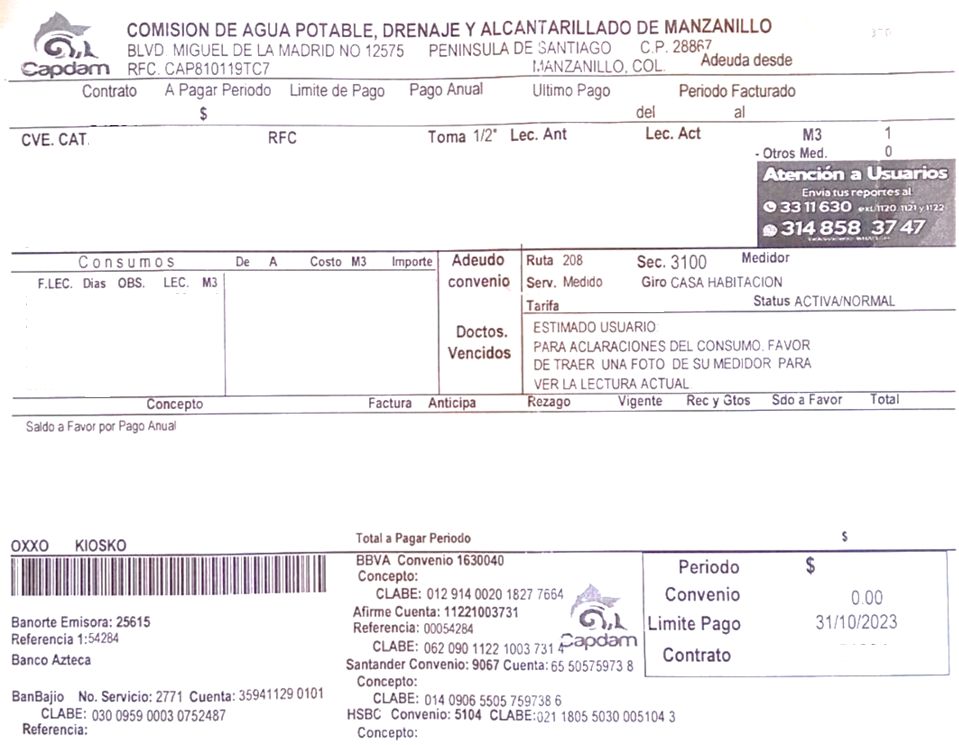 COMISION DE AGUA POTABLE, DRENAJE Y ALCANTARILLADO DE MANZANILLO
BLVD. MIGUEL DE LA MADRID NO 12575 PENINSULA DE SANTIAGO C.P. 28867
Capdam RFC. CAP810119TC7 MANZANILLO, COL. Adeuda desde
Contrato A Pagar Periodo Limite de Pago Pago Anual Ultimo Pago Periodo Facturado
$ del al
CVE. CAT. RFC Toma 1/2" Lec. Ant Lec. Act M3 1
- Otros Med. 0
Atención a Usuarios
Envia tus reportes al
33 11 630 ext. 1120, 1121 y 1122
314 858 37 47
Consumos De A Costo M3 Importe Adeudo convenio Ruta 208 Sec. 3100 Medidor
F.LEC. Dias OBS. LEC. M3 Serv. Medido Giro CASA HABITACION
Tarifa Status ACTIVA/NORMAL
Doctos. Vencidos
ESTIMADO USUARIO
PARA ACLARACIONES DEL CONSUMO. FAVOR
DE TRAER UNA FOTO DE SU MEDIDOR PARA
VER LA LECTURA ACTUAL
Concepto Factura Anticipa Rezago Vigente Rec y Gtos Sdo a Favor Total
Saldo a Favor por Pago Anual
Total a Pagar Periodo $
OXXO KIOSKO
Banorte Emisora: 25615
Referencia 1:54284
Banco Azteca
BanBajio No. Servicio: 2771 Cuenta: 35941129 0101
CLABE: 030 0959 0003 0752487
Referencia:
BBVA Convenio 1630040
Concepto:
CLABE: 012 914 0020 1827 7664
Afirme Cuenta: 11221003731
Referencia: 00054284
CLABE: 062 090 1122 1003 731 4
Santander Convenio: 9067 Cuenta: 65 50575973 8
Concepto:
CLABE: 014 0906 5505 759738 6
HSBC Convenio: 5104 CLABE:021 1805 5030 005104 3
Concepto:
Capdam
Periodo $
Convenio 0.00
Limite Pago 31/10/2023
Contrato